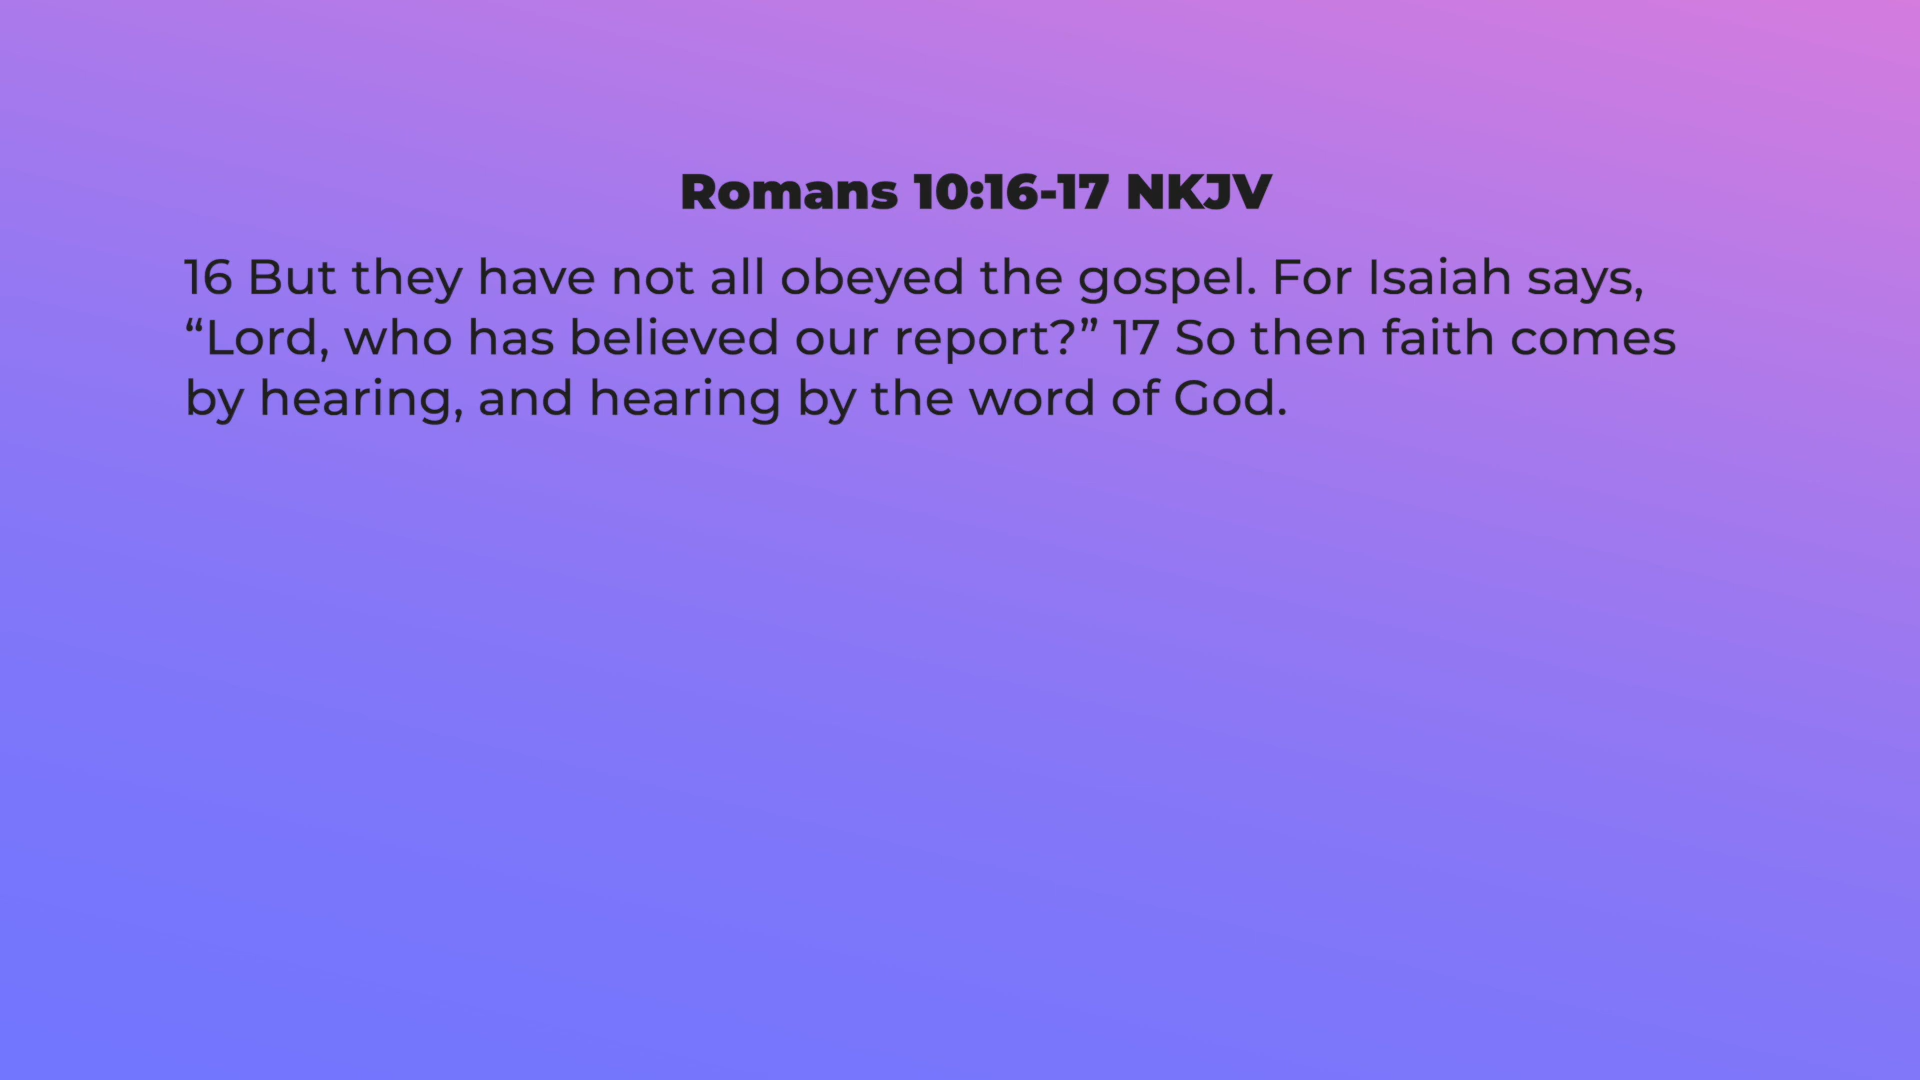 Romans 10:16-17 NKJV
16 But they have not all obeyed the gospel. For Isaiah says,
“Lord, who has believed our report?” 17 So then faith comes
by hearing, and hearing by the word of God.